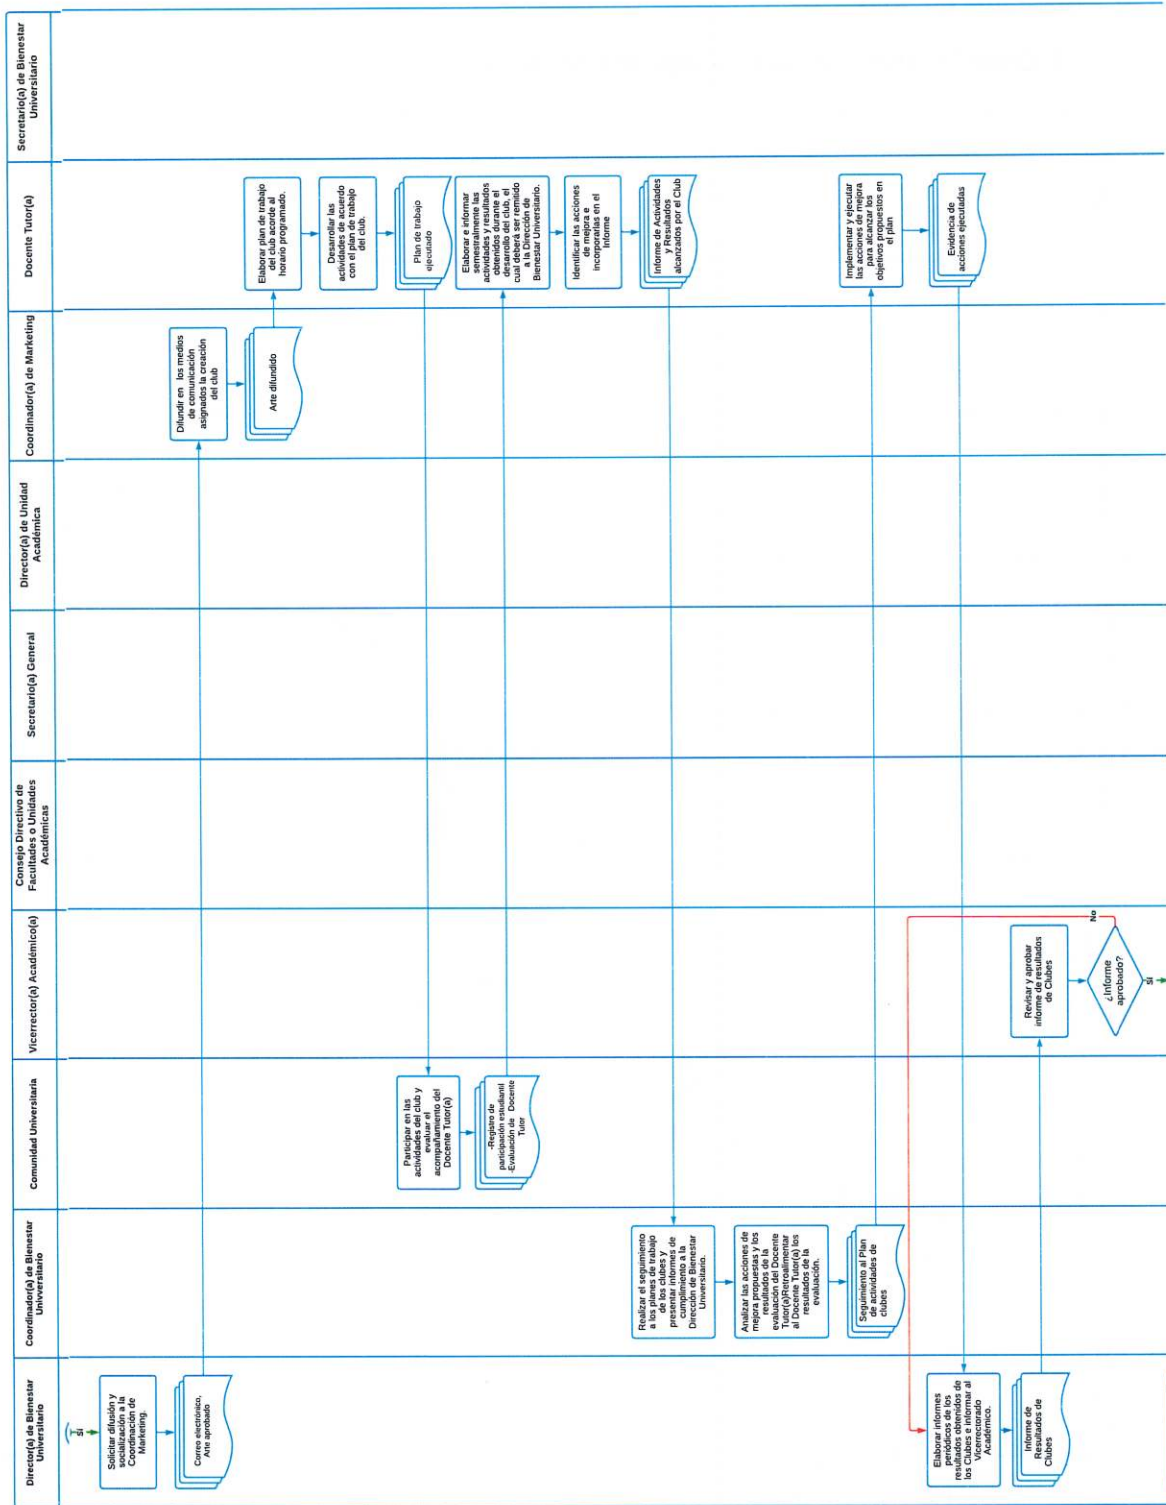 Director(a) de Bienestar
Universitario
Coordinador(a) de Bienestar
Univversitario
Comunidad Universitaria
Vicerrector(a) Académico(a)
Consejo Directivo de
Facultades o Unidades
Académicas
Secretario(a) General
Director(a) de Unidad
Académica
Coordinador(a) de Marketing
Docente Tutor(a)
Secretario(a) de Bienestar
Universitario
Sí
Solicitar difusión y
socialización a la
Coordinación de
Marketing.
Correo electrónico,
Arte aprobado
Difundir en los medios
de comunicación
asignados la creación
del club
Arte difundido
Elaborar plan de trabajo
del club acorde al
horario programado.
Desarrollar las
actividades de acuerdo
con el plan de trabajo
del club.
Plan de trabajo
ejecutado
Participar en las
actividades del club y
evaluar el
acompañamiento del
Docente Tutor(a)
-Registro de
participación estudiantil
-Evaluación de Docente
Tutor
Elaborar e informar
semestralmente las
actividades y resultados
obtenidos durante el
desarrollo del club, el
cual deberá ser remitido
a la Dirección de
Bienestar Universitario.
Identificar las acciones
de mejora e
incorporarlas en el
Informe
Informe de Actividades
y Resultados
alcanzados por el Club
Realizar el seguimiento
a los planes de trabajo
de los clubes y
presentar informes de
cumplimiento a la
Dirección de Bienestar
Universitario.
Analizar las acciones de
mejora propuestas y los
resultados de la
evaluación del Docente
Tutor(a)Retroalimentar
al Docente Tutor(a) los
resultados de la
evaluación.
Seguimiento al Plan
de actividades de
clubes
Implementar y ejecutar
las acciones de mejora
para alcanzar los
objetivos propuestos en
el plan
Evidencia de
acciones ejecutadas
Elaborar informes
periódicos de los
resultados obtenidos de
los Clubes e informar al
Vicerrectorado
Académico.
Informe de
Resultados de
Clubes
Revisar y aprobar
informe de resultados
de Clubes
¿Informe
aprobado?
No
Sí